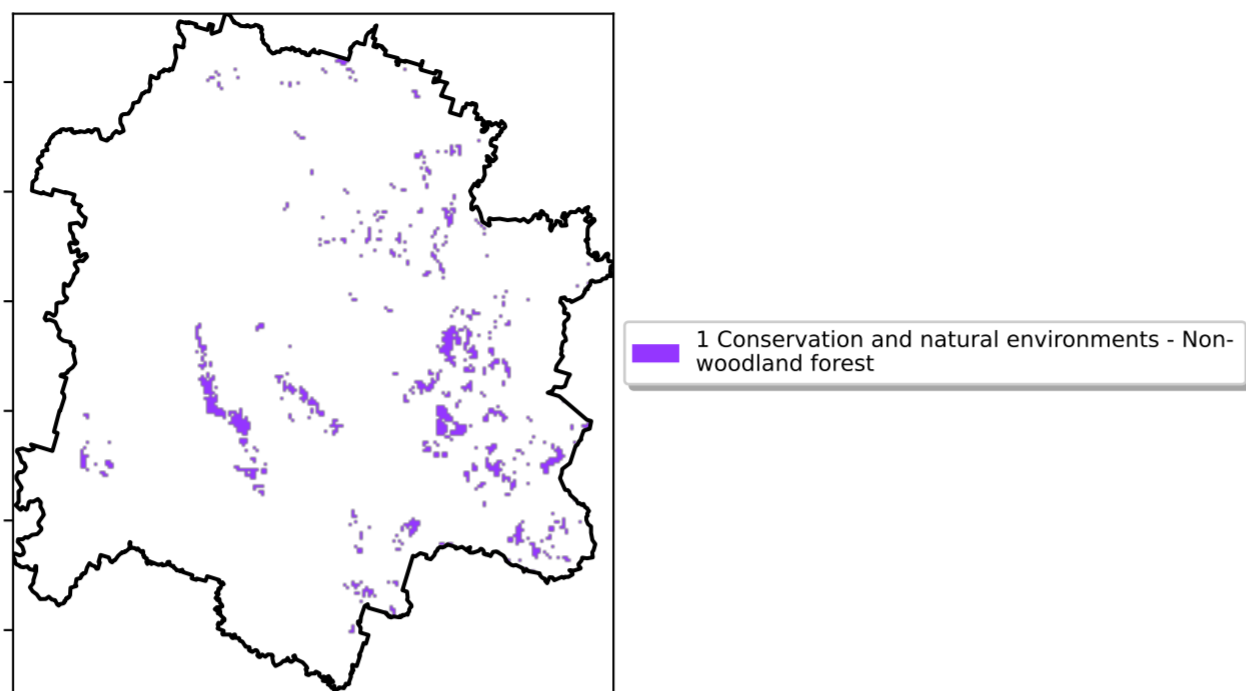 1 Conservation and natural environments - Non-
woodland forest